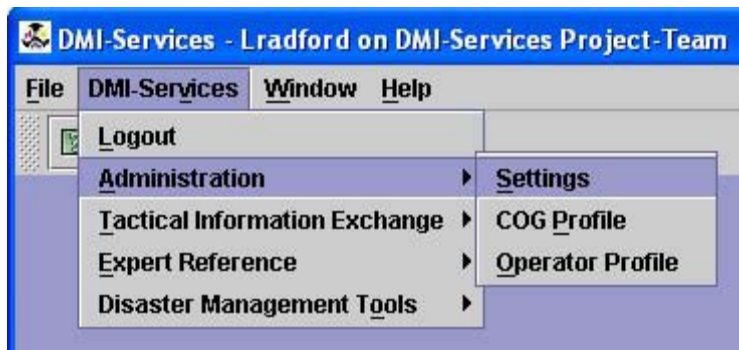 DMI-Services - Lradford on DMI-Services Project-Team
File DMI-Services Window Help
Logout
Administration Settings
Tactical Information Exchange COG Profile
Expert Reference Operator Profile
Disaster Management Tools